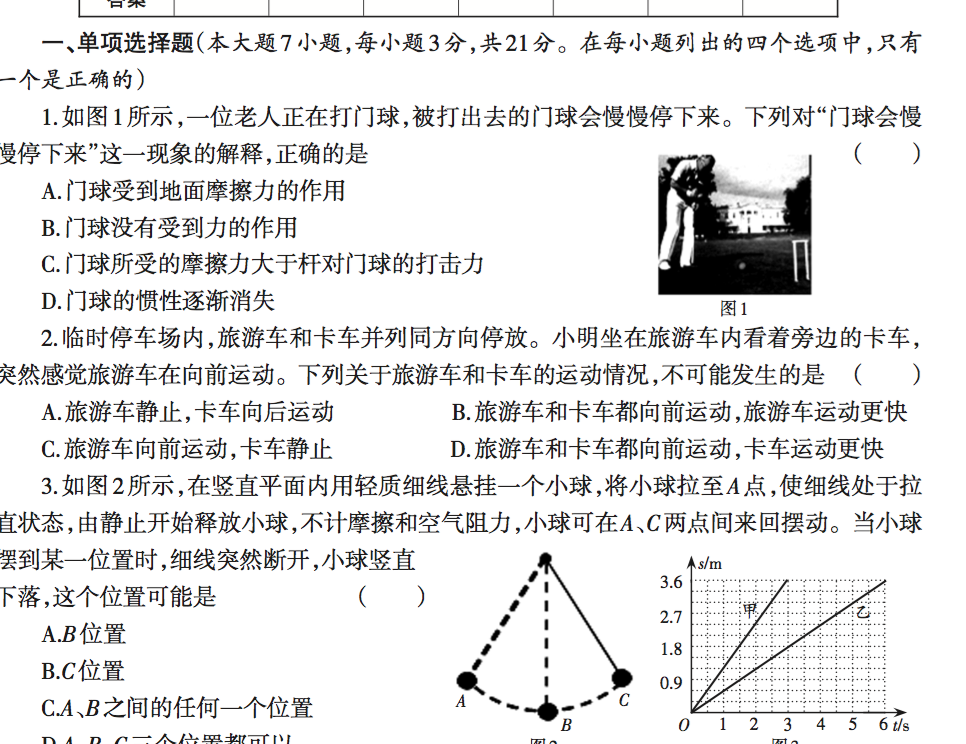 答案
一、单项选择题(本大题7小题,每小题3分,共21分。在每小题列出的四个选项中,只有
一个是正确的)
1.如图1所示,一位老人正在打门球,被打出去的门球会慢慢停下来。下列对“门球会慢
慢停下来”这一现象的解释,正确的是 ( )
A.门球受到地面摩擦力的作用
B.门球没有受到力的作用
C.门球所受的摩擦力大于杆对门球的打击力
D.门球的惯性逐渐消失
图1
2.临时停车场内,旅游车和卡车并列同方向停放。小明坐在旅游车内看着旁边的卡车,
突然感觉旅游车在向前运动。下列关于旅游车和卡车的运动情况,不可能发生的是 ( )
A.旅游车静止,卡车向后运动 B.旅游车和卡车都向前运动,旅游车运动更快
C.旅游车向前运动,卡车静止 D.旅游车和卡车都向前运动,卡车运动更快
3.如图2所示,在竖直平面内用轻质细线悬挂一个小球,将小球拉至A点,使细线处于拉
直状态,由静止开始释放小球,不计摩擦和空气阻力,小球可在A、C两点间来回摆动。当小球
摆到某一位置时,细线突然断开,小球竖直
下落,这个位置可能是 ( )
A.B位置
B.C位置
C.A、B之间的任何一个位置
D.A、B、C三个位置都可以
A B C
图2
s/m
3.6
2.7
1.8
0.9
甲 乙
O 1 2 3 4 5 6 t/s